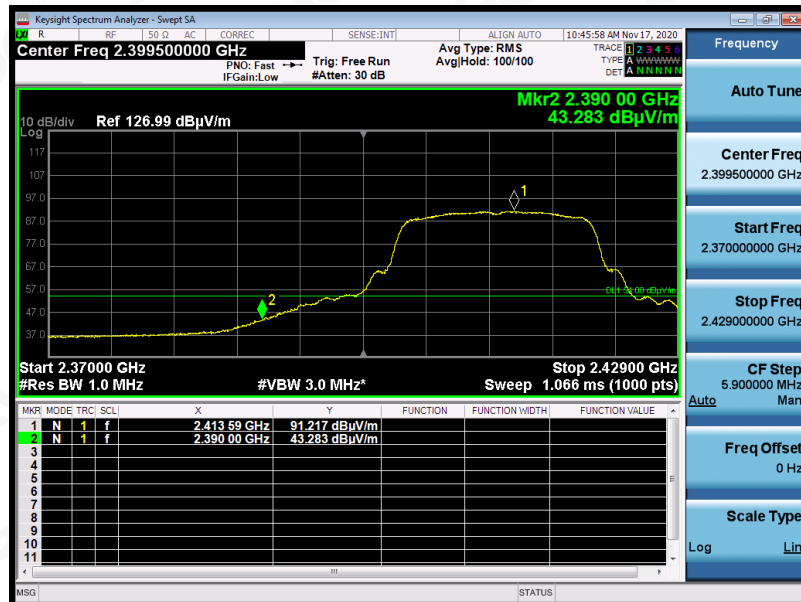 Keysight Spectrum Analyzer - Swept SA
LXI R RF 50 Ω AC CORREC SENSE:INT ALIGN AUTO 10:45:58 AM Nov 17, 2020
Center Freq 2.399500000 GHz
PNO: Fast
IFGain:Low
Trig: Free Run
#Atten: 30 dB
Avg Type: RMS
Avg|Hold: 100/100
TRACE 1 2 3 4 5 6
TYPE A WWWWW
DET A N N N N N
Mkr2 2.390 00 GHz
43.283 dBµV/m
10 dB/div Ref 126.99 dBµV/m
Log
117
107
97.0
87.0
77.0
67.0
57.0
47.0
37.0
1
2
DL1 54.00 dBµV/m
Start 2.37000 GHz Stop 2.42900 GHz
#Res BW 1.0 MHz #VBW 3.0 MHz* Sweep 1.066 ms (1000 pts)
MKR MODE TRC SCL X Y FUNCTION FUNCTION WIDTH FUNCTION VALUE
1 N 1 f 2.413 59 GHz 91.217 dBµV/m
2 N 1 f 2.390 00 GHz 43.283 dBµV/m
3
4
5
6
7
8
9
10
11
MSG STATUS
Frequency
Auto Tune
Center Freq
2.399500000 GHz
Start Freq
2.370000000 GHz
Stop Freq
2.429000000 GHz
CF Step
5.900000 MHz
Auto Man
Freq Offset
0 Hz
Scale Type
Log Lin